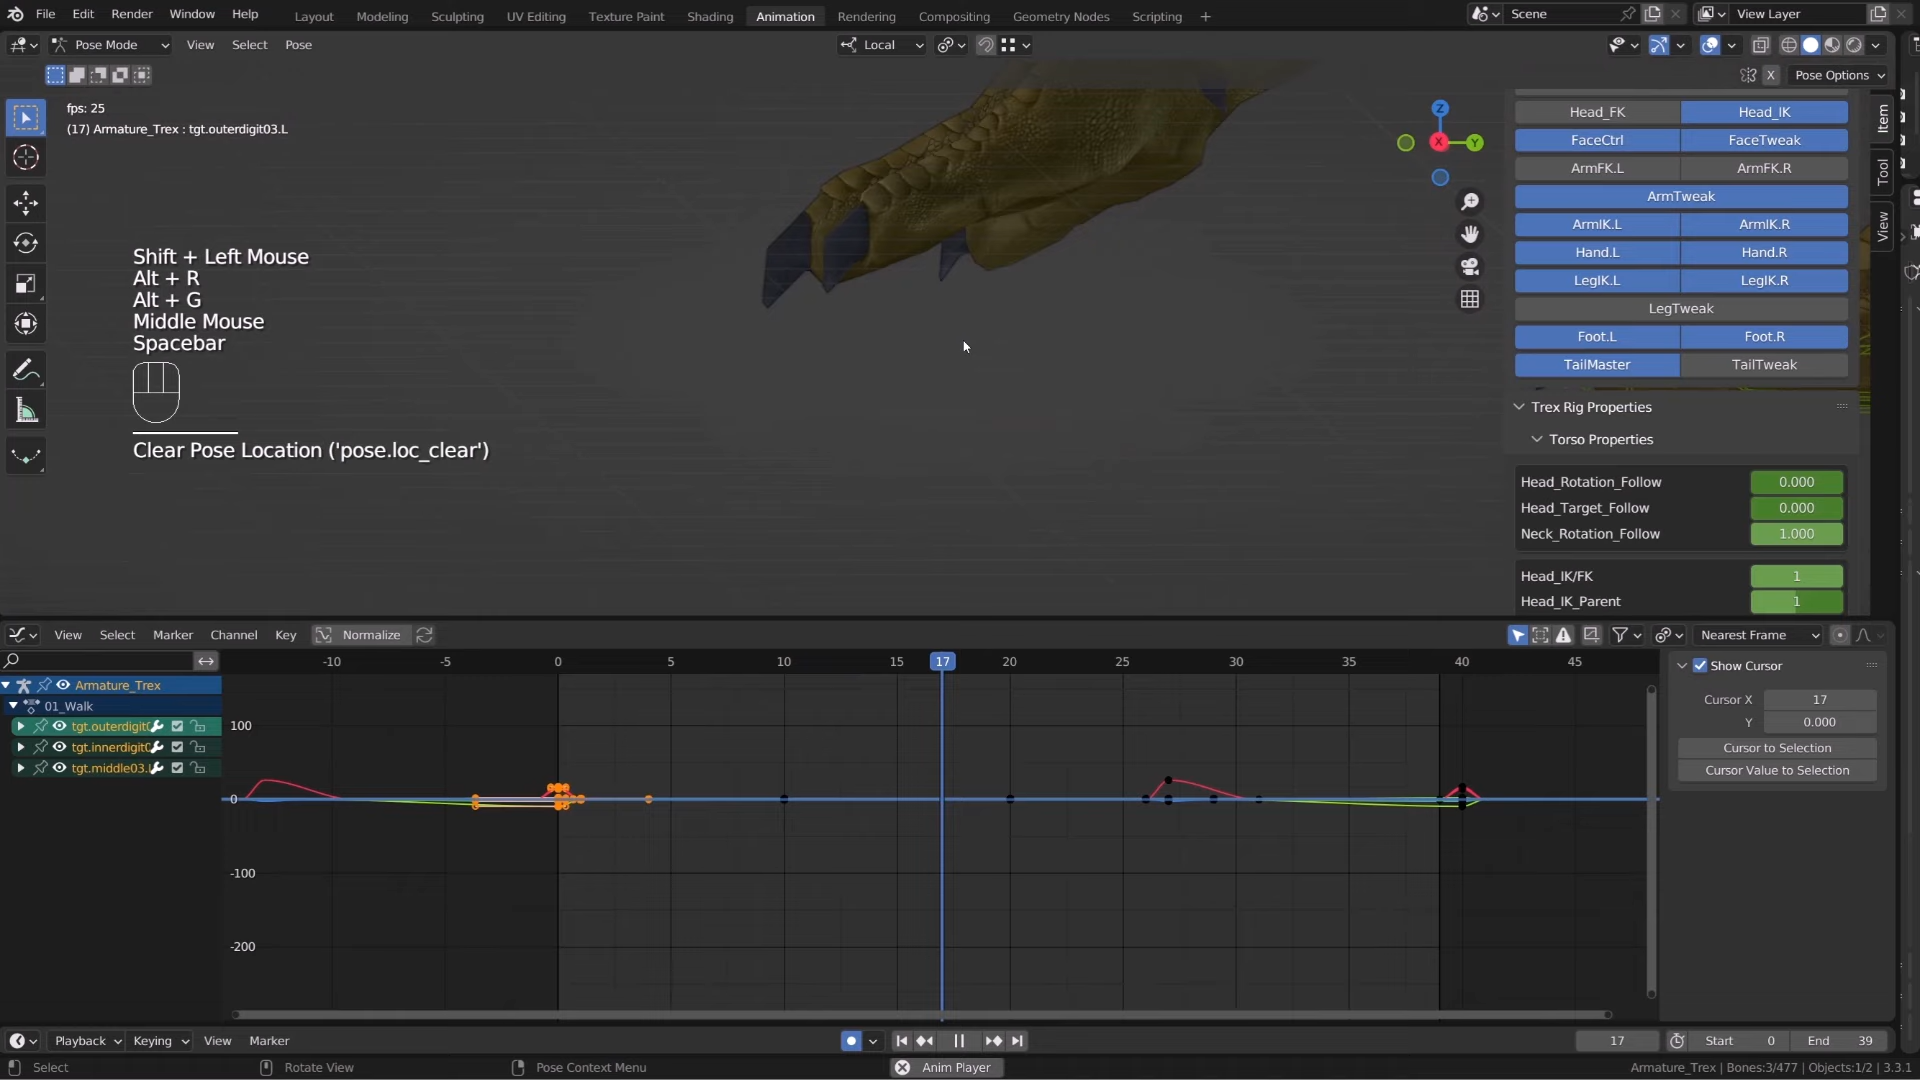 File Edit Render Window Help Layout Modeling Sculpting UV Editing Texture Paint Shading Animation Rendering Compositing Geometry Nodes Scripting + Scene View Layer
Pose Mode View Select Pose Local
X Pose Options
fps: 25
(17) Armature_Trex : tgt.outerdigit03.L
Shift + Left Mouse
Alt + R
Alt + G
Middle Mouse
Spacebar
Clear Pose Location ('pose.loc_clear')
Z
X
Y
Head_FK Head_IK
FaceCtrl FaceTweak
ArmFK.L ArmFK.R
ArmTweak
ArmIK.L ArmIK.R
Hand.L Hand.R
LegIK.L LegIK.R
LegTweak
Foot.L Foot.R
TailMaster TailTweak
Item
Tool
View
Trex Rig Properties
Torso Properties
Head_Rotation_Follow 0.000
Head_Target_Follow 0.000
Neck_Rotation_Follow 1.000
Head_IK/FK 1
Head_IK_Parent 1
View Select Marker Channel Key Normalize Nearest Frame
-10 -5 0 5 10 15 17 20 25 30 35 40 45
Armature_Trex
01_Walk
tgt.outerdigit
tgt.innerdigit
tgt.middle03.
100
0
-100
-200
Show Cursor
Cursor X 17
Y 0.000
Cursor to Selection
Cursor Value to Selection
Playback Keying View Marker 17 Start 0 End 39
Select Rotate View Pose Context Menu Anim Player Armature_Trex | Bones:3/477 | Objects:1/2 | 3.3.1